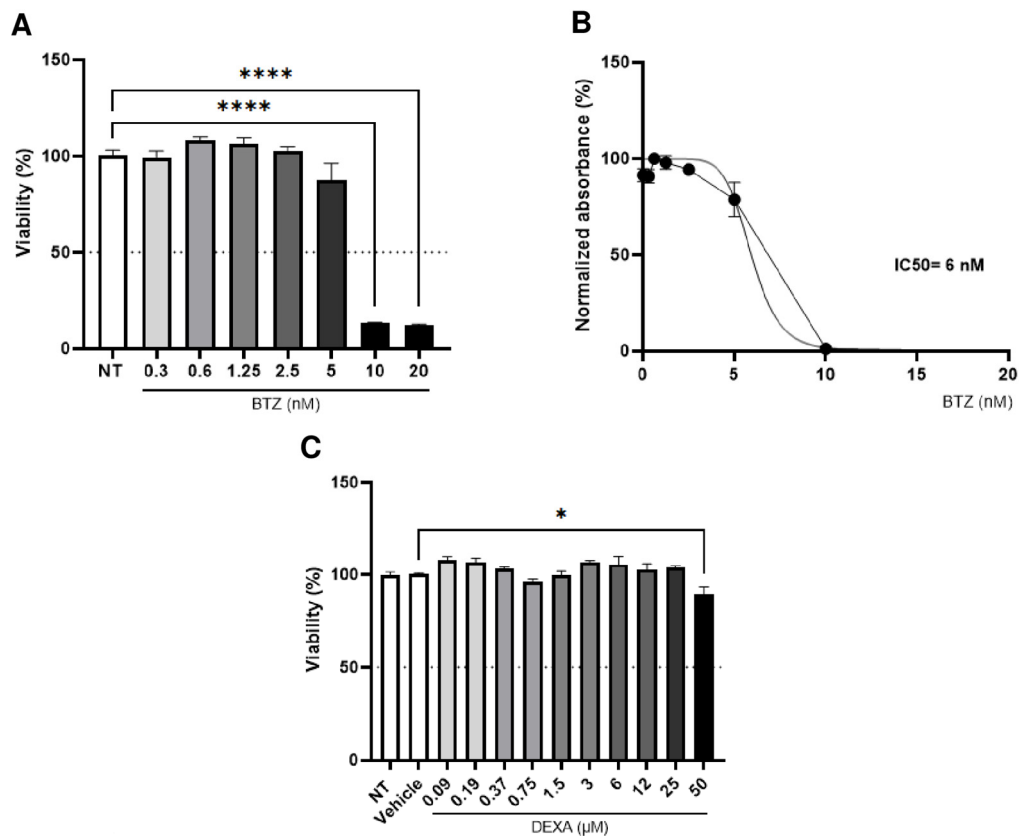 A
150
100
50
0
Viability (%)
****
****
NT 0.3 0.6 1.25 2.5 5 10 20
BTZ (nM)
B
150
100
50
0
Normalized absorbance (%)
IC50= 6 nM
0 5 10 15 20
BTZ (nM)
C
150
100
50
0
Viability (%)
*
NT Vehicle 0.09 0.19 0.37 0.75 1.5 3 6 12 25 50
DEXA (μM)